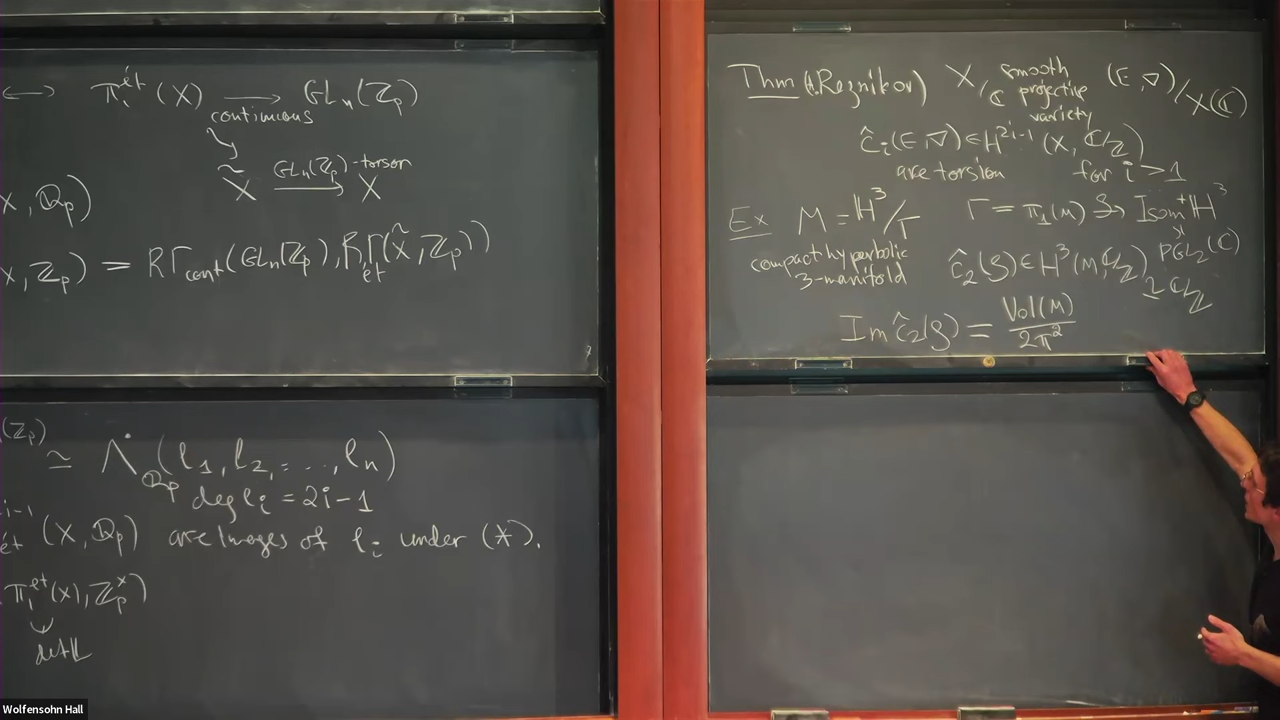 ⟷ π₁^ét(X) ⟶ GLₙ(ℤₚ)
continuous
X̃ ⟶ X
GLₙ(ℤₚ)-torsor
X, ℚₚ)
X, ℤₚ) = RΓ_cont(GLₙ(ℤₚ), RΓ_ét(X̃, ℤₚ))
(ℤₚ)
≃ Λ^•_ℚₚ(l₁, l₂, ..., lₙ)
deg lᵢ = 2i-1
i-1
ét (X, ℚₚ) are images of lᵢ under (*).
π₁^ét(X), ℤₚ^×)
det 𝕃
Thm (A.Reznikov) X/ℂ smooth projective variety (E,∇)/X(ℂ)
ĉᵢ(E,∇) ∈ H^{2i-1}(X, ℂ/ℤ)
are torsion for i > 1
Ex M = ℍ³/Γ Γ = π₁(M) Isom⁺ℍ³
compact hyperbolic
3-manifold
ĉ₂(ρ) ∈ H³(M, ℂ/ℤ) PGL₂(ℂ)
≃ ℂ/ℤ
Im ĉ₂(ρ) = Vol(M)/2π²
Wolfensohn Hall